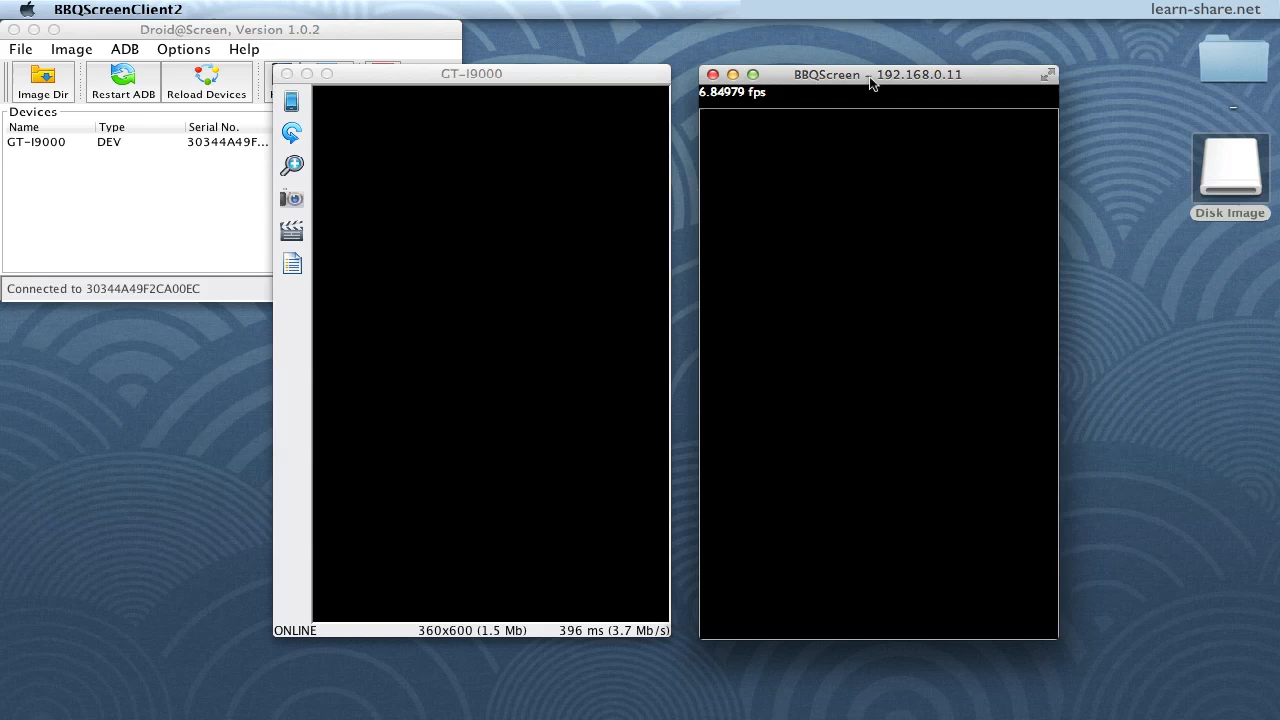 BBQScreenClient2
learn-share.net
Droid@Screen, Version 1.0.2
File Image ADB Options Help
Image Dir Restart ADB Reload Devices
Devices
Name Type Serial No.
GT-I9000 DEV 30344A49F...
Connected to 30344A49F2CA00EC
GT-I9000
ONLINE 360x600 (1.5 Mb) 396 ms (3.7 Mb/s)
BBQScreen - 192.168.0.11
6.84979 fps
Disk Image